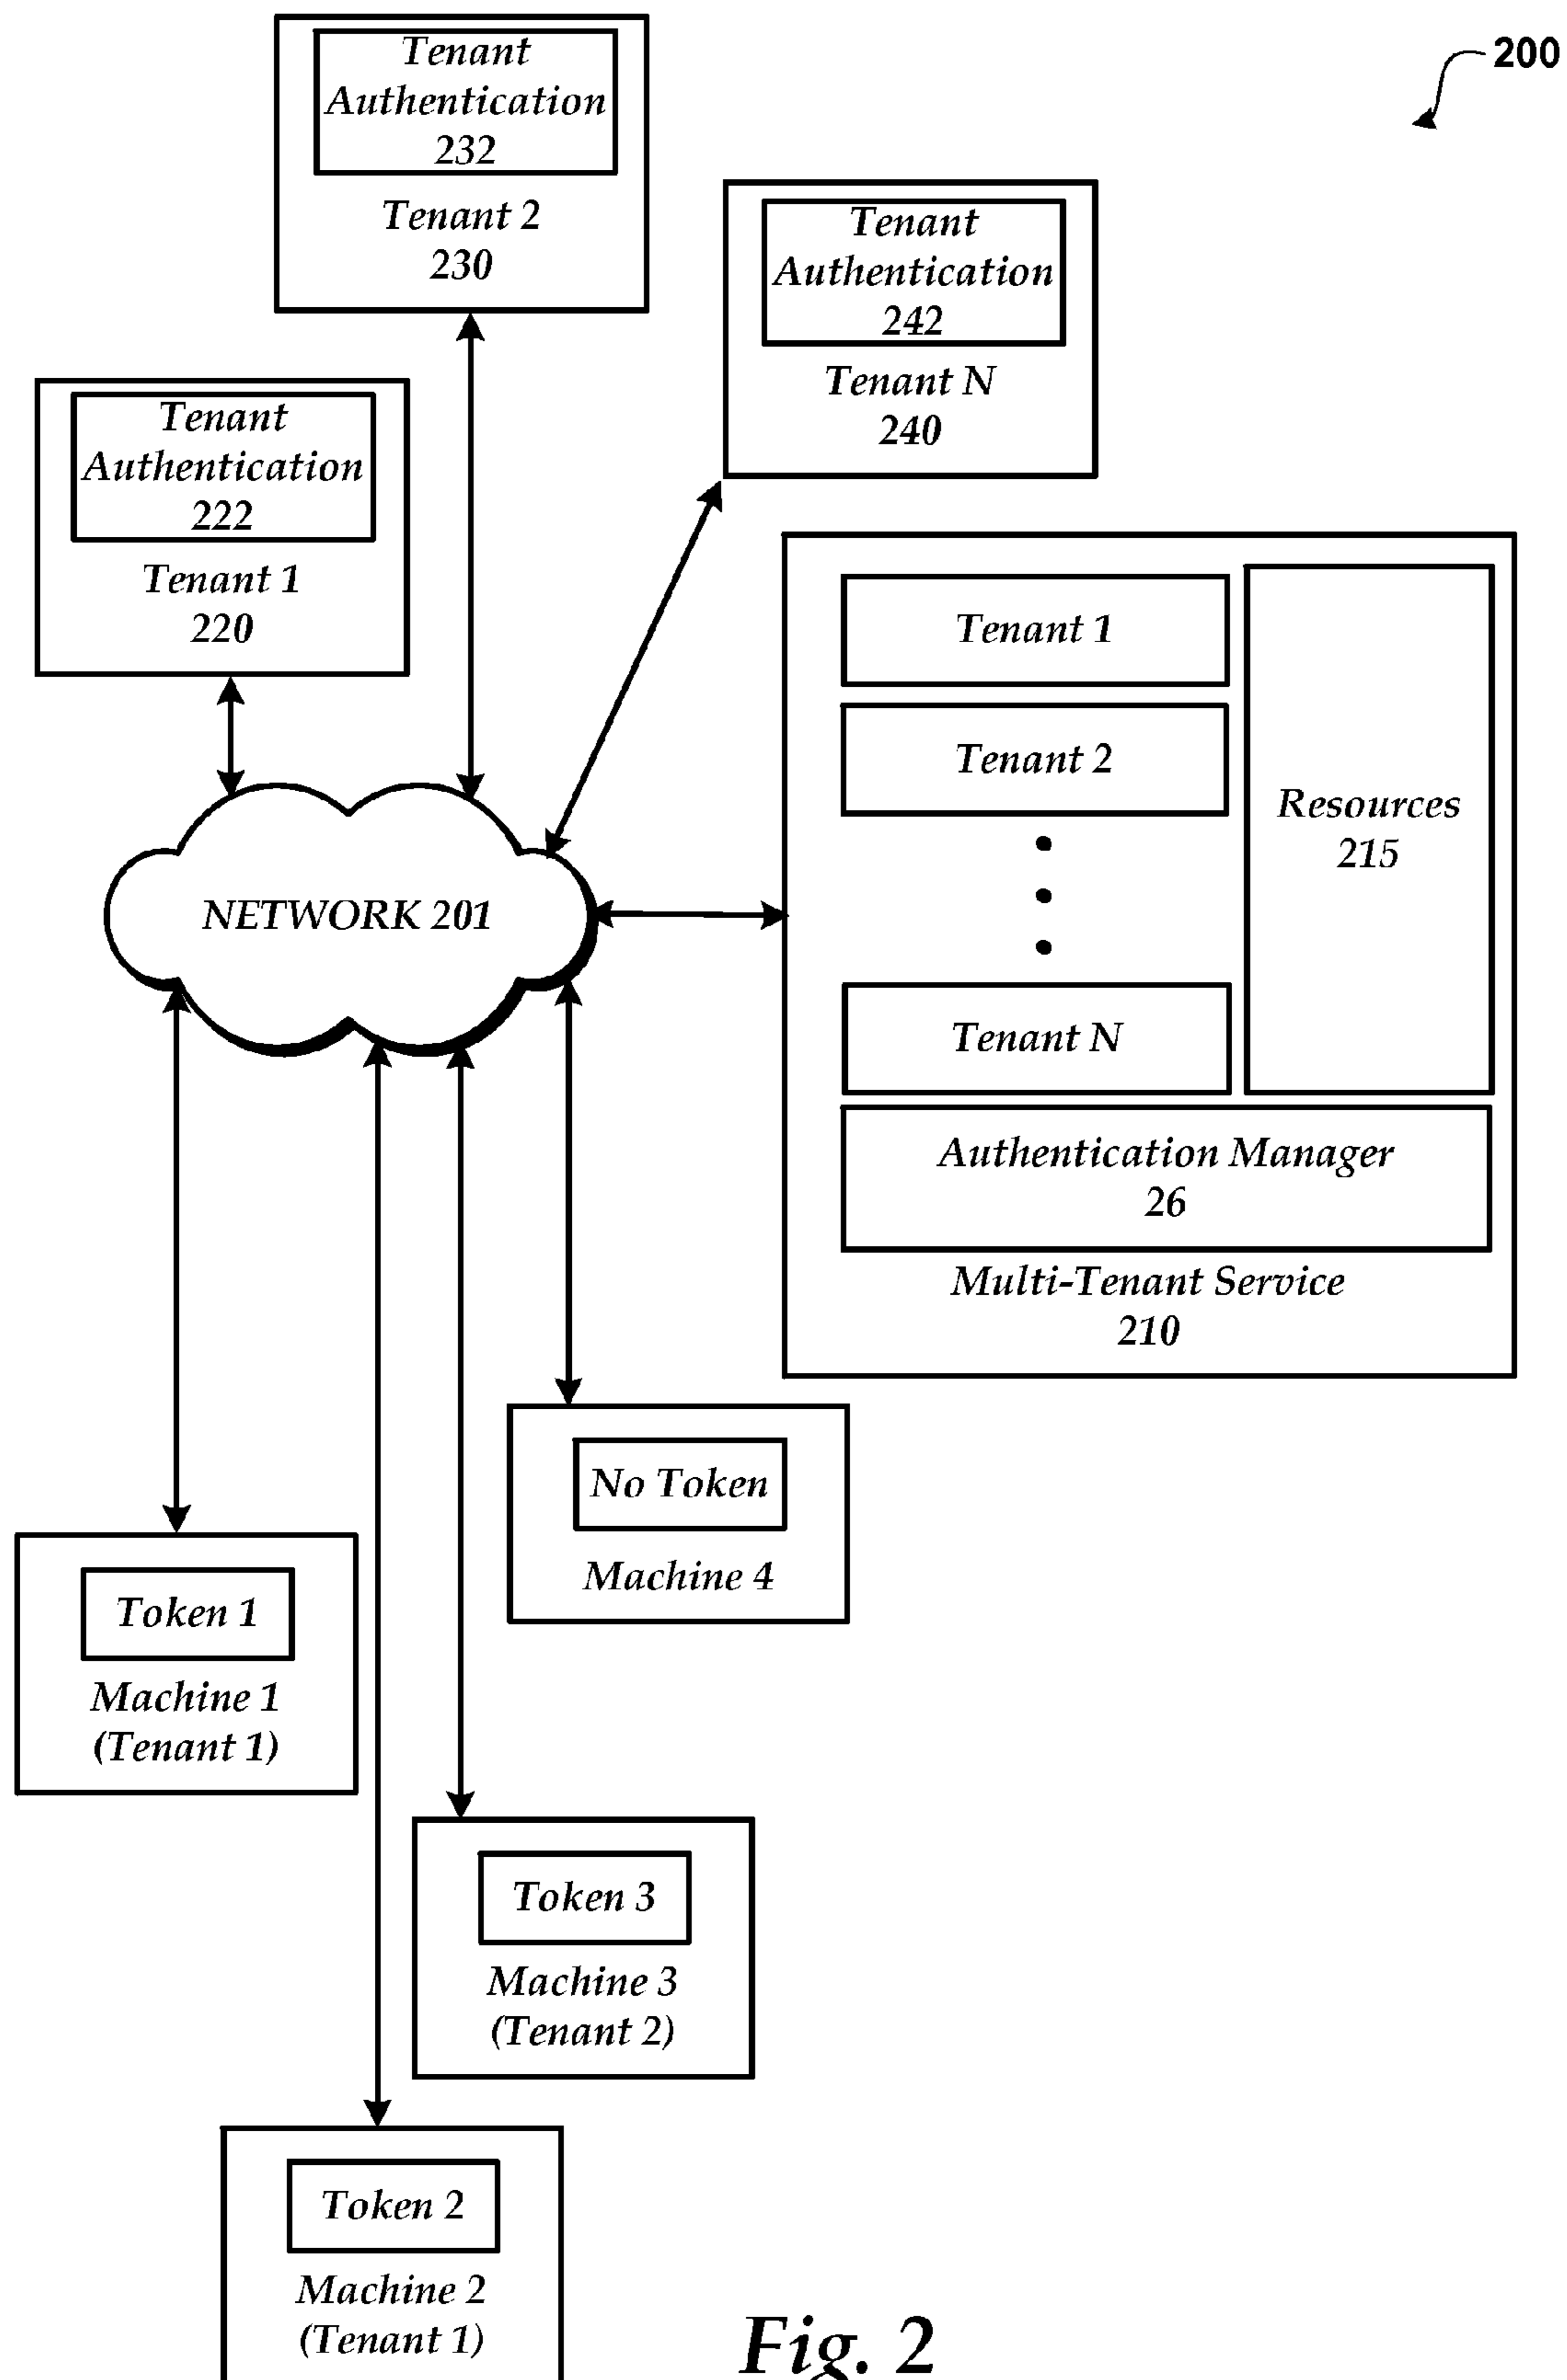 200
Tenant
Authentication
232
Tenant 2
230
Tenant
Authentication
242
Tenant N
240
Tenant
Authentication
222
Tenant 1
220
Tenant 1
Tenant 2
Resources
215
NETWORK 201
Tenant N
Authentication Manager
26
Multi-Tenant Service
210
No Token
Machine 4
Token 1
Machine 1
(Tenant 1)
Token 3
Machine 3
(Tenant 2)
Token 2
Machine 2
(Tenant 1)
Fig. 2